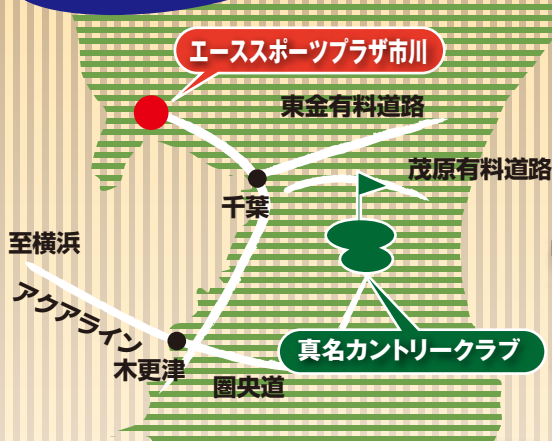 エーススポーツプラザ市川
東金有料道路
茂原有料道路
千葉
至横浜
アクアライン
木更津
真名カントリークラブ
圏央道